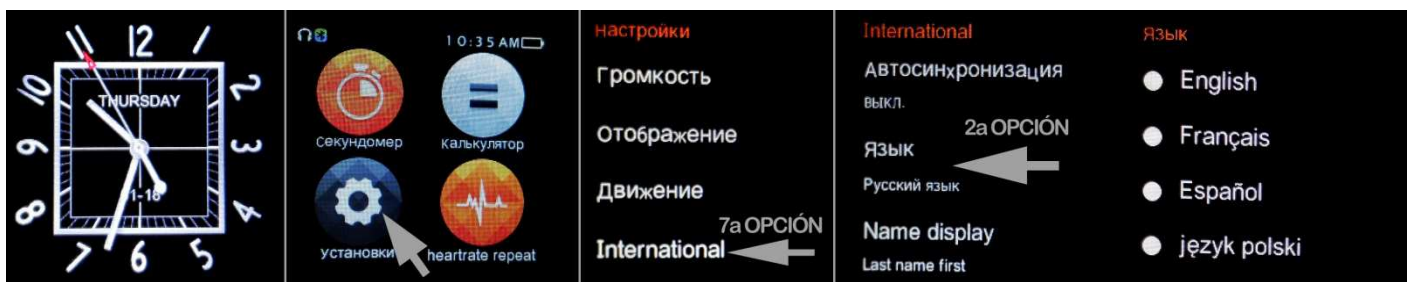 11 12 1
10 2
THURSDAY
9 3
8 4
7 6 5
10:35 AM
Секундомер
Калькулятор
Установки
heartrate repeat
Настройки
Громкость
Отображение
Движение
International
7a OPCIÓN
International
Автосинхронизация
выкл.
2a OPCIÓN
Язык
Русский язык
Name display
Last name first
Язык
English
Français
Español
język polski